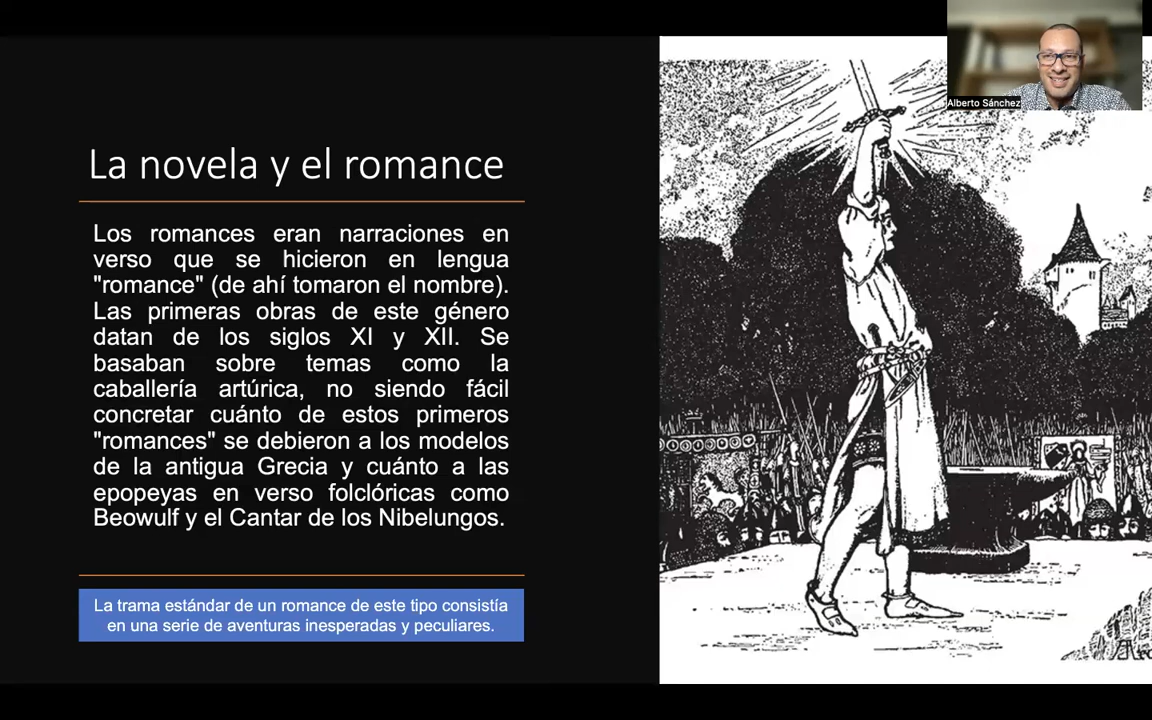 Alberto Sánchez
La novela y el romance
Los romances eran narraciones en
verso que se hicieron en lengua
"romance" (de ahí tomaron el nombre).
Las primeras obras de este género
datan de los siglos XI y XII. Se
basaban sobre temas como la
caballería artúrica, no siendo fácil
concretar cuánto de estos primeros
"romances" se debieron a los modelos
de la antigua Grecia y cuánto a las
epopeyas en verso folclóricas como
Beowulf y el Cantar de los Nibelungos.
La trama estándar de un romance de este tipo consistía
en una serie de aventuras inesperadas y peculiares.